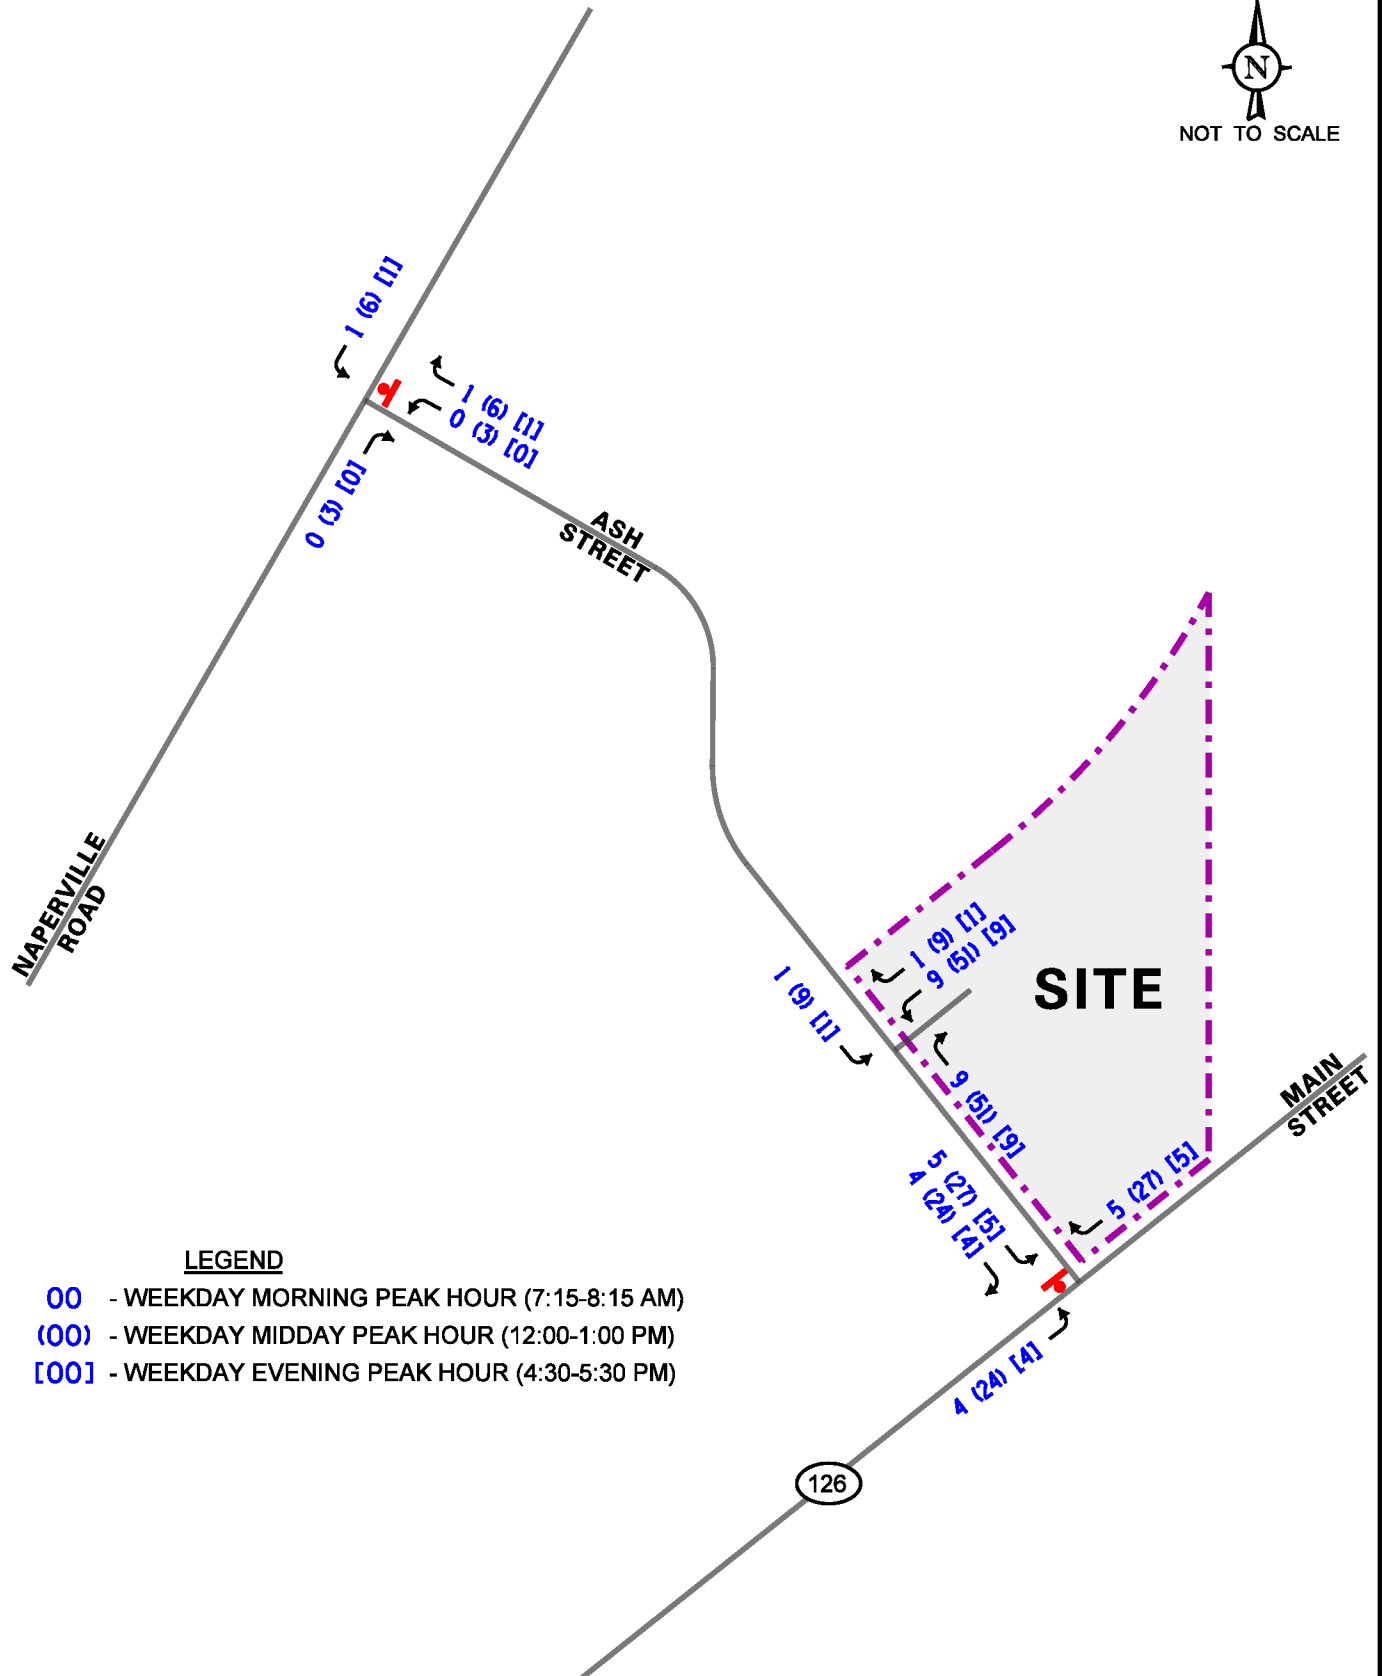 N
NOT TO SCALE
1 (6) [1]
1 (6) [1]
0 (3) [0]
0 (3) [0]
ASH
STREET
NAPERVILLE
ROAD
1 (9) [1]
9 (51) [9]
SITE
1 (9) [1]
9 (51) [9]
MAIN
STREET
5 (27) [5]
4 (24) [4]
5 (27) [5]
4 (24) [4]
126
LEGEND
00 - WEEKDAY MORNING PEAK HOUR (7:15-8:15 AM)
(00) - WEEKDAY MIDDAY PEAK HOUR (12:00-1:00 PM)
[00] - WEEKDAY EVENING PEAK HOUR (4:30-5:30 PM)